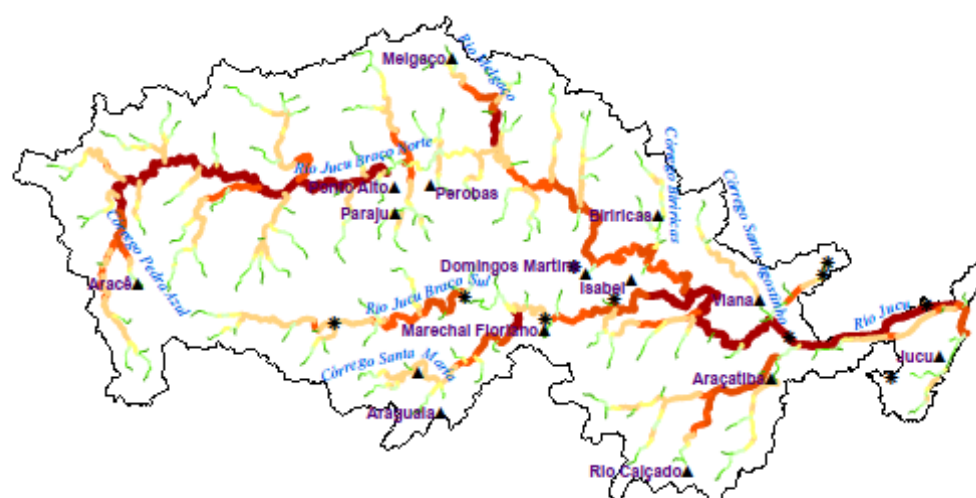 Melgaço
Rio Melgaço
Rio Jucu Braço Norte
Ponto Alto
Perobas
Paraju
Biriricas
Córrego Biriricas
Córrego Santo Agostinho
Córrego Pedra Azul
Aracê
Domingos Martins
Isabel
Viana
Rio Jucu Braço Sul
Rio Jucu
Marechal Floriano
Jucu
Córrego Santa Maria
Araçatiba
Araguaia
Rio Calçado